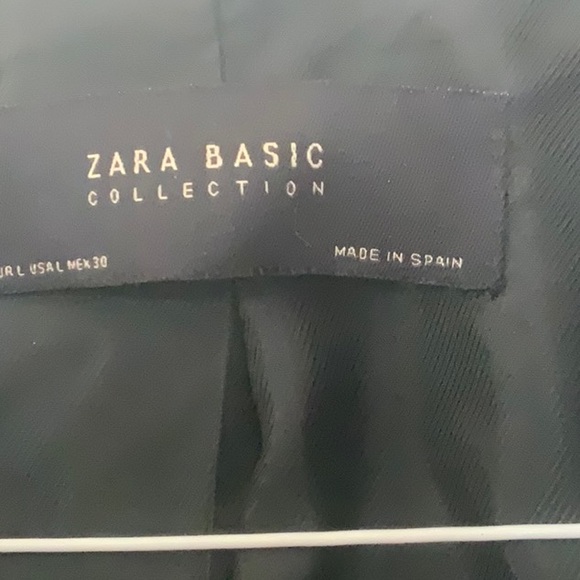 ZARA BASIC
COLLECTION
UR L USA L MEX 30
MADE IN SPAIN